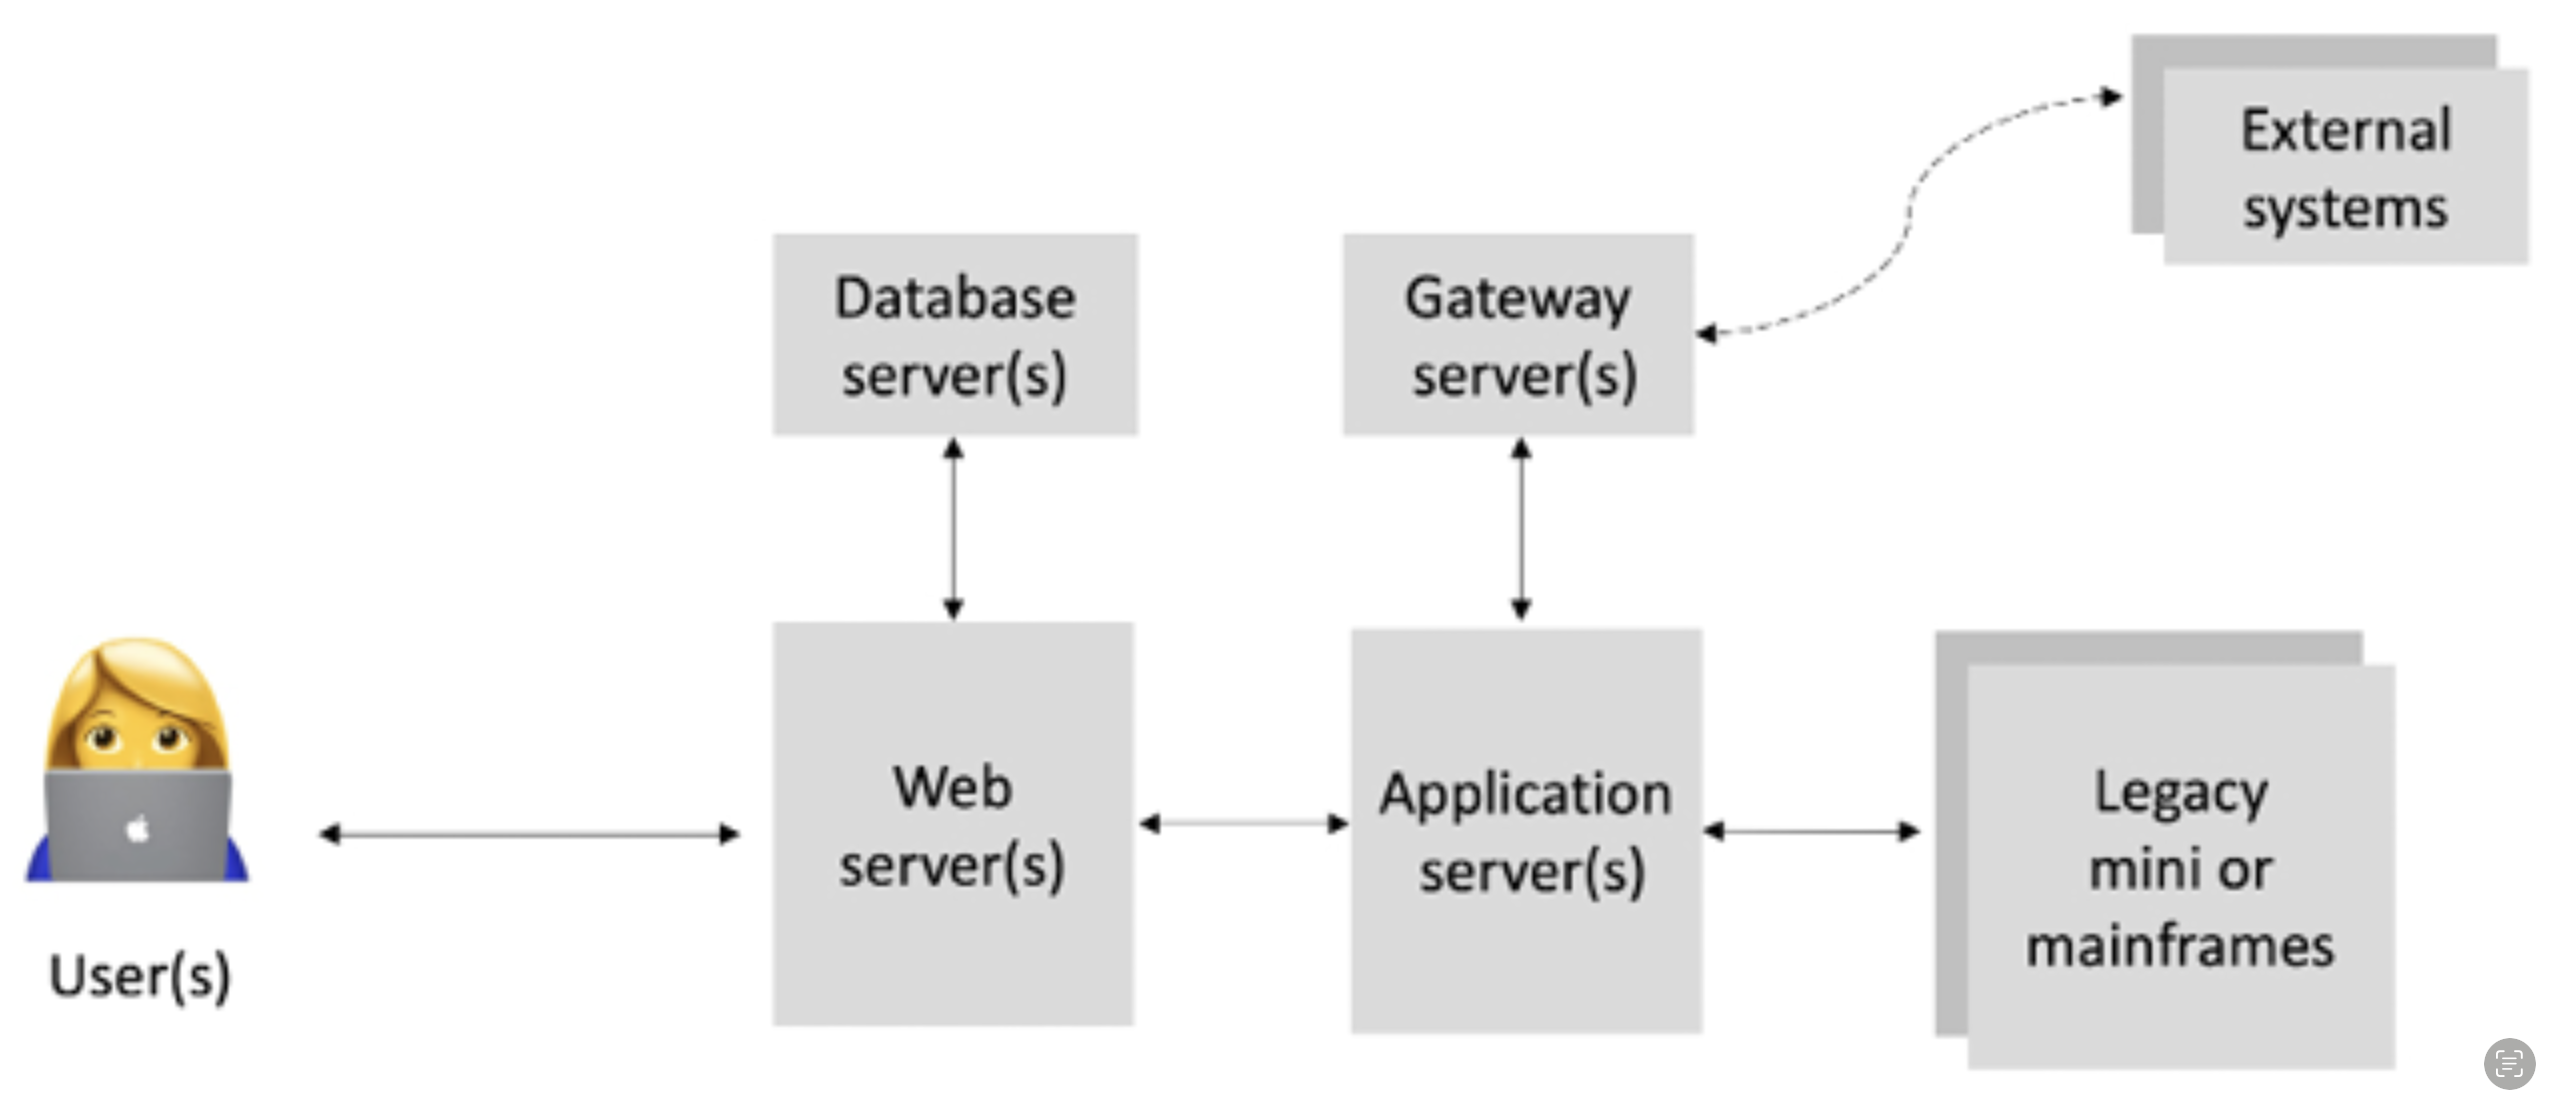 External
systems
Database
server(s)
Gateway
server(s)
Web
server(s)
Application
server(s)
Legacy
mini or
mainframes
User(s)